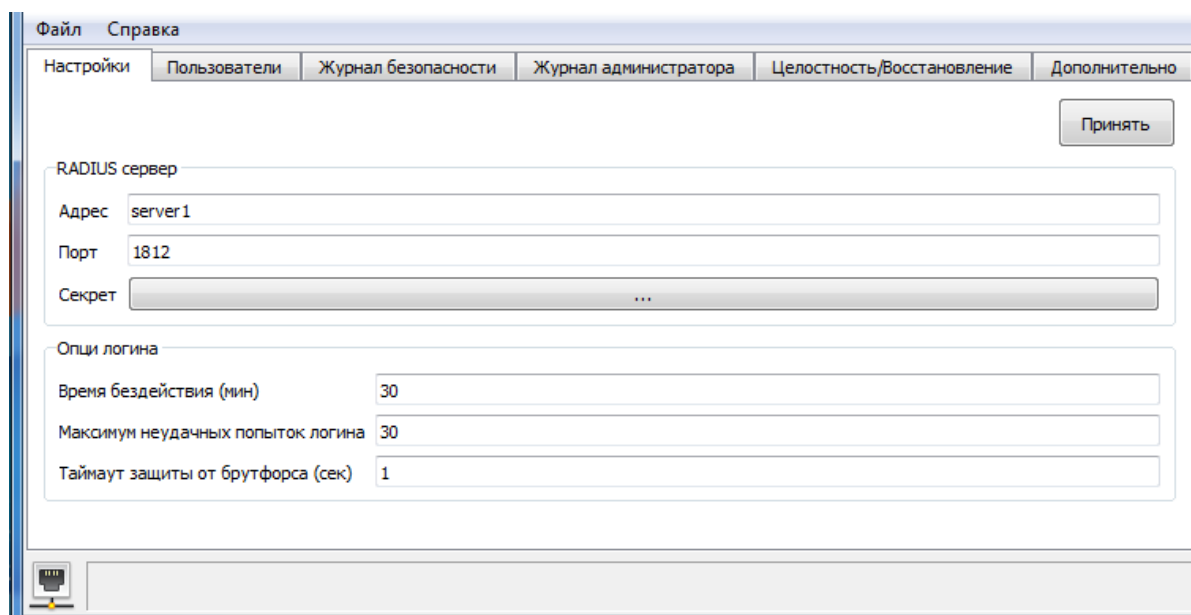 Файл Справка
Настройки Пользователи Журнал безопасности Журнал администратора Целостность/Восстановление Дополнительно
Принять
RADIUS сервер
Адрес server1
Порт 1812
Секрет ...
Опци логина
Время бездействия (мин) 30
Максимум неудачных попыток логина 30
Таймаут защиты от брутфорса (сек) 1